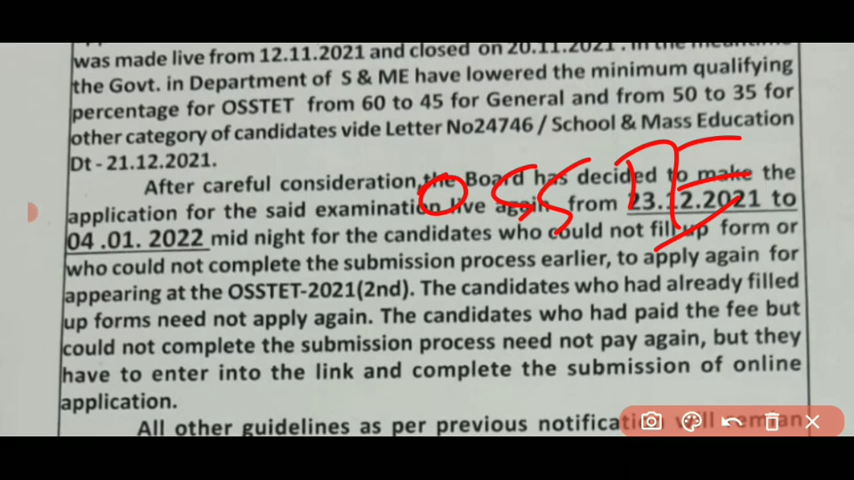 was made live from 12.11.2021 and closed on 20.11.2021. In the
the Govt. in Department of S & ME have lowered the minimum qualifying
percentage for OSSTET from 60 to 45 for General and from 50 to 35 for
other category of candidates vide Letter No24746 / School & Mass Education
Dt - 21.12.2021.
After careful consideration, the Board has decided to make the
application for the said examination live again from 23.12.2021 to
04 .01. 2022 mid night for the candidates who could not fill up form or
who could not complete the submission process earlier, to apply again for
appearing at the OSSTET-2021(2nd). The candidates who had already filled
up forms need not apply again. The candidates who had paid the fee but
could not complete the submission process need not pay again, but they
have to enter into the link and complete the submission of online
application.
All other guidelines as per previous